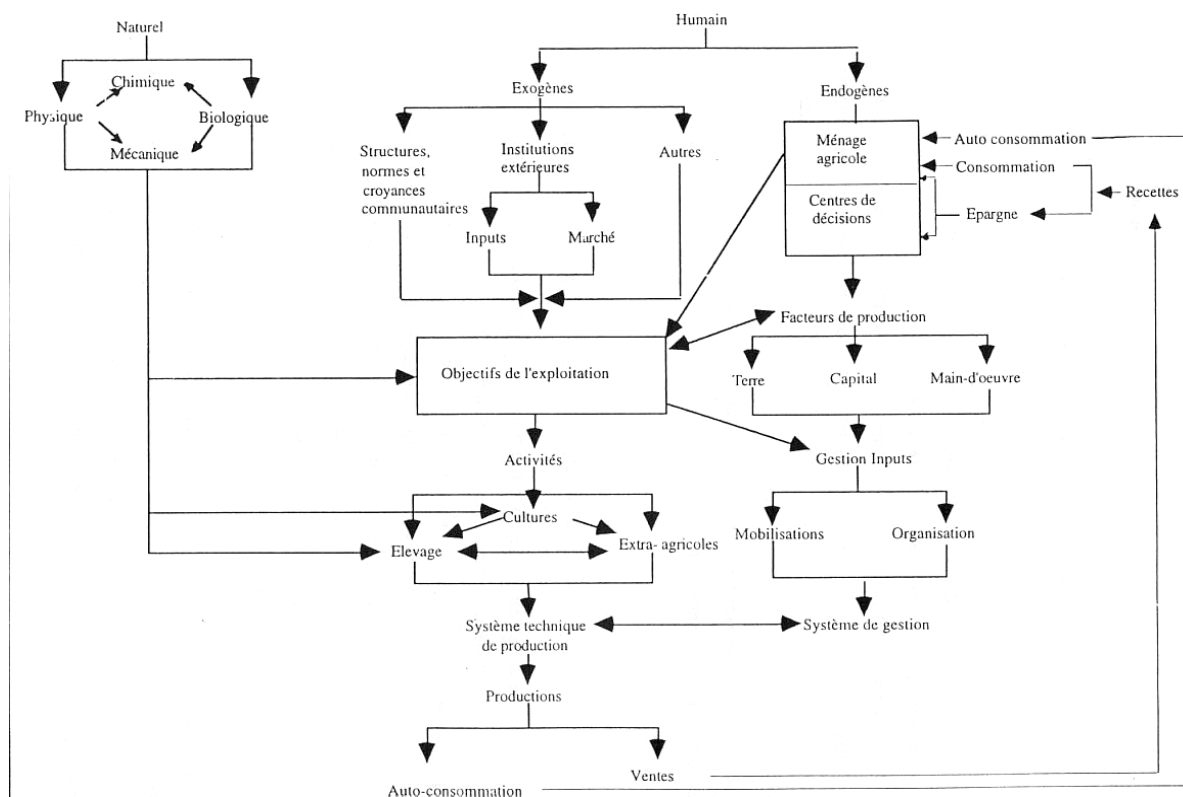 Naturel
Humain
Chimique
Physique
Biologique
Mécanique
Exogènes
Endogènes
Structures,
normes et
croyances
communautaires
Institutions
extérieures
Autres
Inputs
Marché
Ménage
agricole
Centres de
décisions
Auto consommation
Consommation
Recettes
Epargne
Facteurs de production
Objectifs de l'exploitation
Terre
Capital
Main-d'oeuvre
Activités
Gestion Inputs
Cultures
Elevage
Extra- agricoles
Mobilisations
Organisation
Système technique
de production
Système de gestion
Productions
Ventes
Auto-consommation